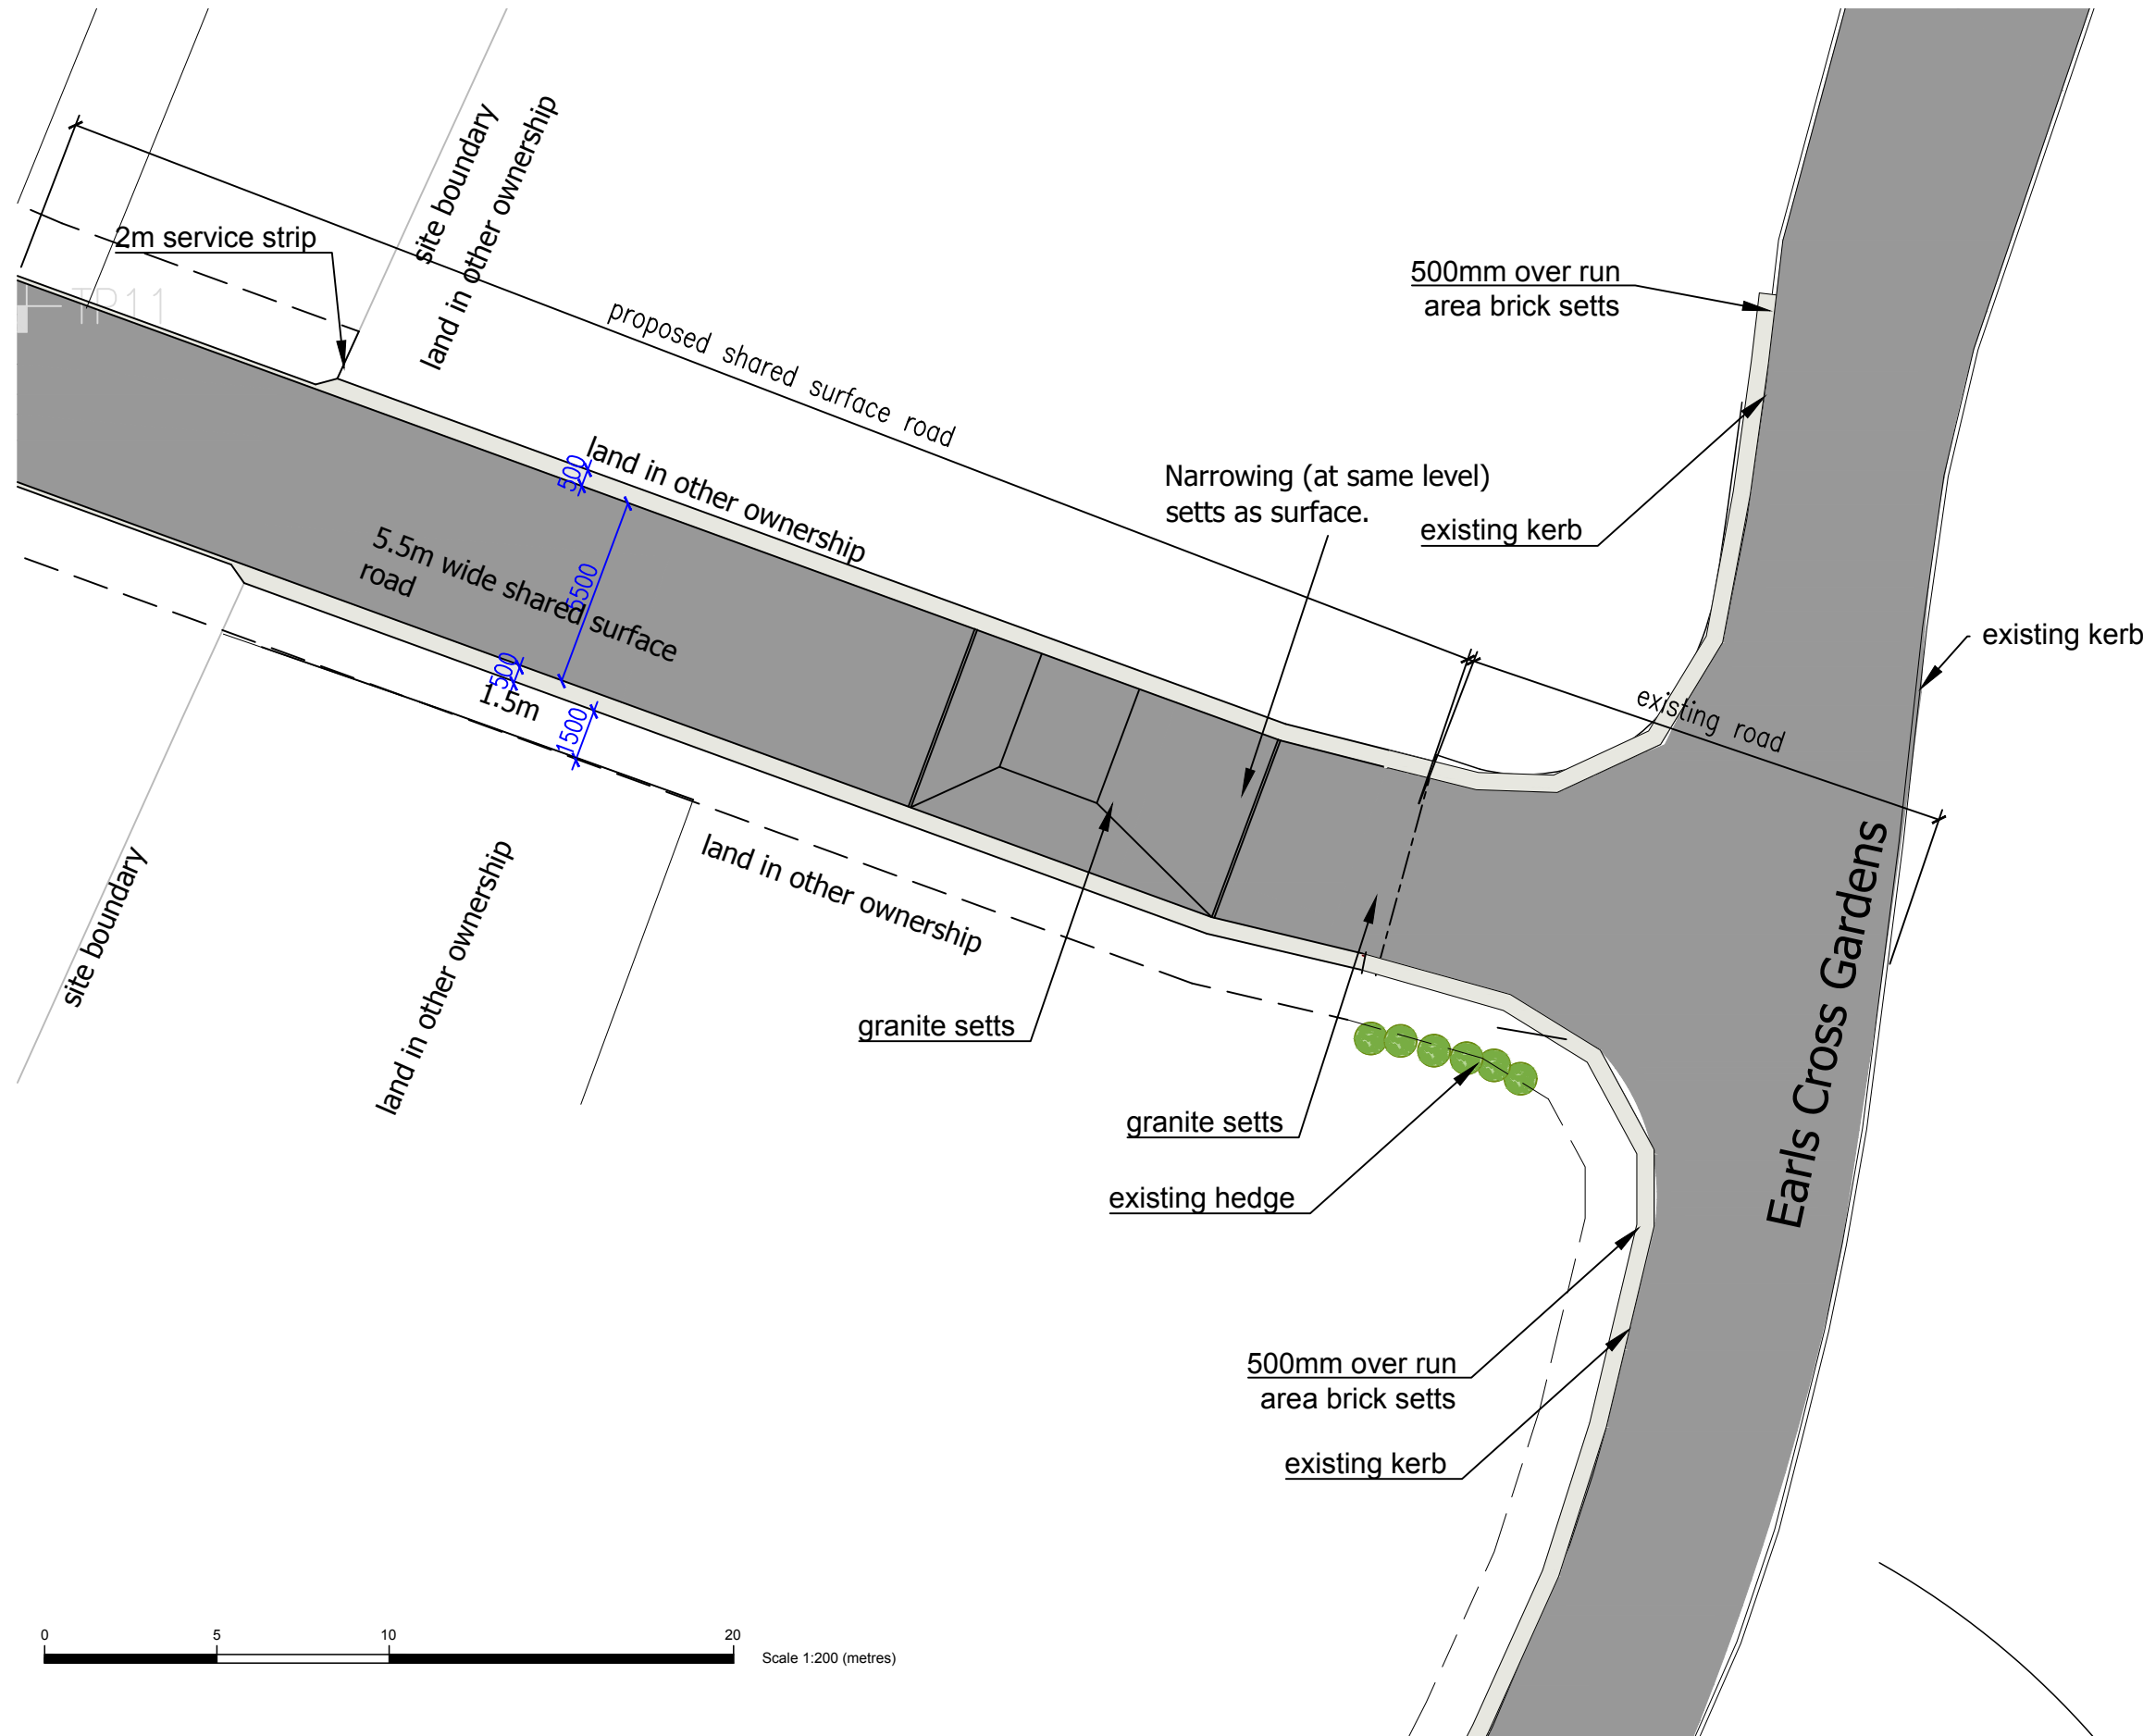 site boundary
land in other ownership
2m service strip
TP11
proposed shared surface road
500mm over run
area brick setts
500
land in other ownership
Narrowing (at same level)
setts as surface.
existing kerb
5.5m wide shared surface
road
5500
existing kerb
500
1.5m
1500
existing road
land in other ownership
site boundary
land in other ownership
Earls Cross Gardens
granite setts
granite setts
existing hedge
500mm over run
area brick setts
existing kerb
0 5 10 20
Scale 1:200 (metres)